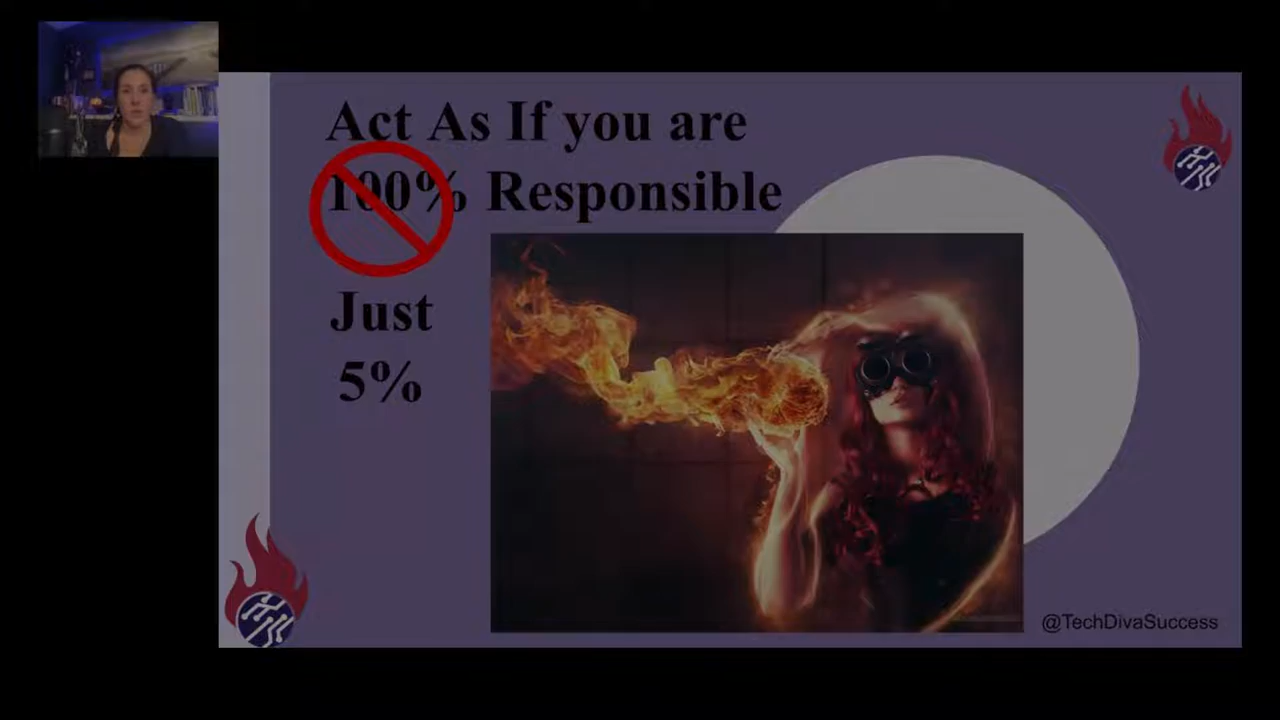 Act As If you are
100% Responsible
Just
5%
@TechDivaSuccess